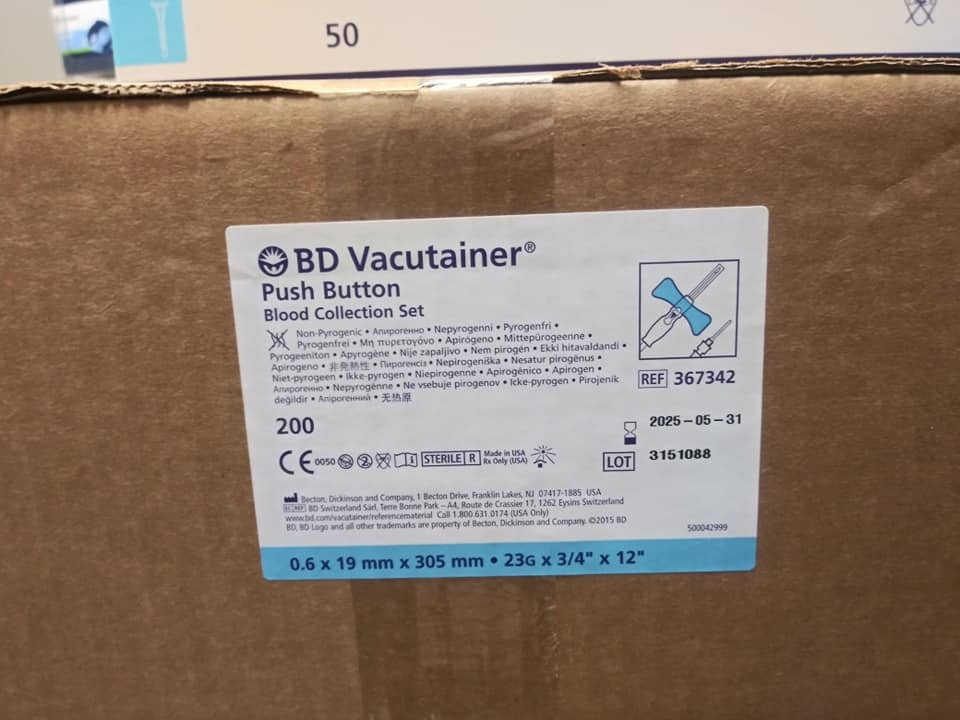 50
BD Vacutainer®
Push Button
Blood Collection Set
Non-Pyrogenic • Апирогенно • Nepyrogenni • Pyrogenfri •
Pyrogenfrei • Μη πυρετογόνο • Apirógeno • Mittepürogeenne •
Pyrogeeniton • Apyrogène • Nije zapaljivo • Nem pirogén • Ekki hitavaldandi •
Apirogeno • 非発熱性 • Пирогенсіз • Nepirogeniška • Nesatur pirogēnus •
Niet-pyrogeen • Ikke-pyrogen • Niepirogenne • Apirogénico • Apirogen •
Апирогенно • Nepyrogénne • Ne vsebuje pirogenov • Icke-pyrogen • Pirojenik
değildir • Апірогенний • 无热原
REF 367342
200
2025-05-31
CE 0050 STERILE R Made in USA
Rx Only (USA)
LOT 3151088
Becton, Dickinson and Company, 1 Becton Drive, Franklin Lakes, NJ 07417-1885 USA
EC REP BD Switzerland Sàrl, Terre Bonne Park – A4, Route de Crassier 17, 1262 Eysins Switzerland
www.bd.com/vacutainer/referencematerial Call 1.800.631.0174 (USA Only)
BD, BD Logo and all other trademarks are property of Becton, Dickinson and Company. ©2015 BD
500042999
0.6 x 19 mm x 305 mm • 23G x 3/4" x 12"